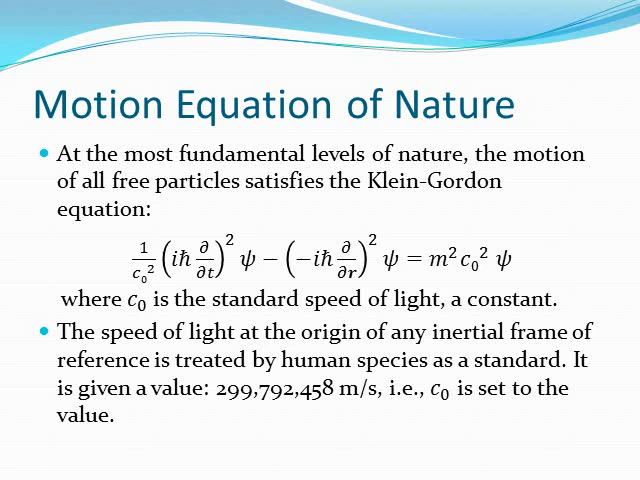 Motion Equation of Nature
• At the most fundamental levels of nature, the motion
of all free particles satisfies the Klein-Gordon
equation:
1/c₀² (iħ ∂/∂t)² ψ − (−iħ ∂/∂𝒓)² ψ = m²c₀² ψ
where c₀ is the standard speed of light, a constant.
• The speed of light at the origin of any inertial frame of
reference is treated by human species as a standard. It
is given a value: 299,792,458 m/s, i.e., c₀ is set to the
value.